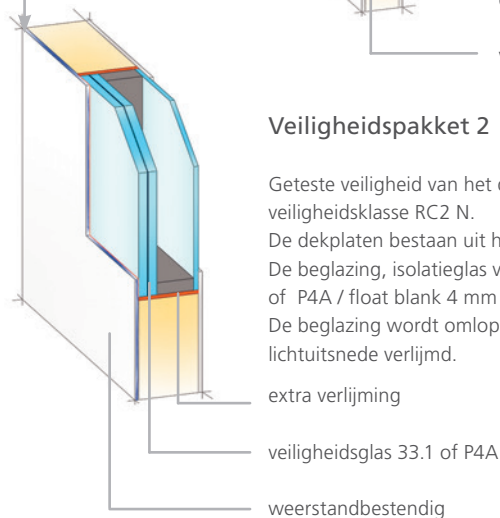 Veiligheidspakket 2
Geteste veiligheid van het
veiligheidsklasse RC2 N.
De dekplaten bestaan uit
De beglazing, isolatieglas
of P4A / float blank 4 mm
De beglazing wordt
lichtuitsnede verlijmd.
extra verlijming
veiligheidsglas 33.1 of P4A
weerstandbestendig